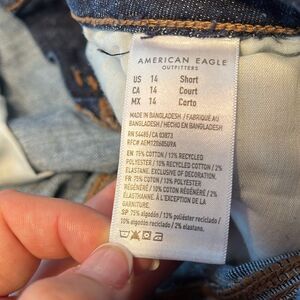 AMERICAN EAGLE
OUTFITTERS
US 14 Short
CA 14 Court
MX 14 Corto
MADE IN BANGLADESH / FABRIQUÉ AU
BANGLADESH / HECHO EN BANGLADESH
RN 54485/CA 03873
RFC# AEM1206805U9A
EN 75% COTTON / 13% RECYCLED
POLYESTER / 10% RECYCLED COTTON / 2%
ELASTANE. EXCLUSIVE OF DECORATION.
FR 75% COTON / 13% POLYESTER
RÉGÉNÉRÉ / 10% COTON RÉGÉNÉRÉ / 2%
ÉLASTHANNE. À L'EXCEPTION DE LA
GARNITURE.
SP 75% algodón / 13% poliéster reciclado
/ 10% algodón reciclado / 2% elastano.